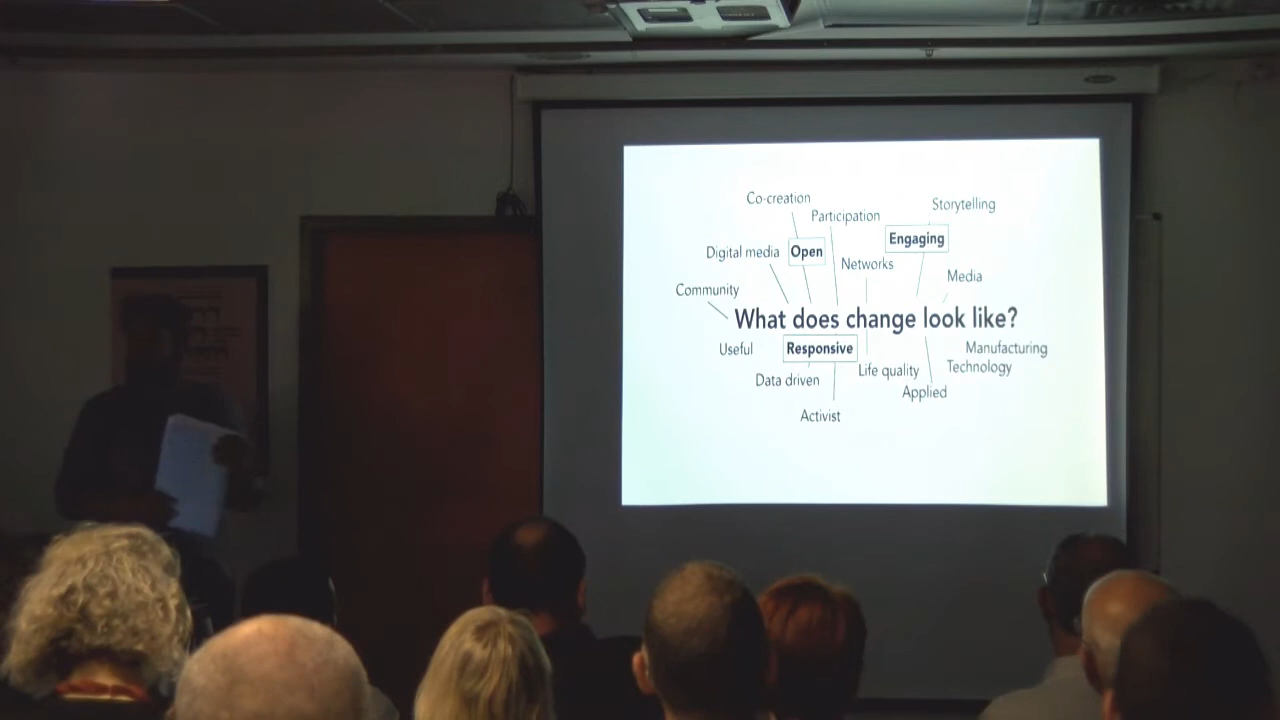 Co-creation
Storytelling
Participation
Engaging
Digital media
Open
Networks
Media
Community
What does change look like?
Useful
Responsive
Manufacturing
Life quality
Technology
Data driven
Applied
Activist